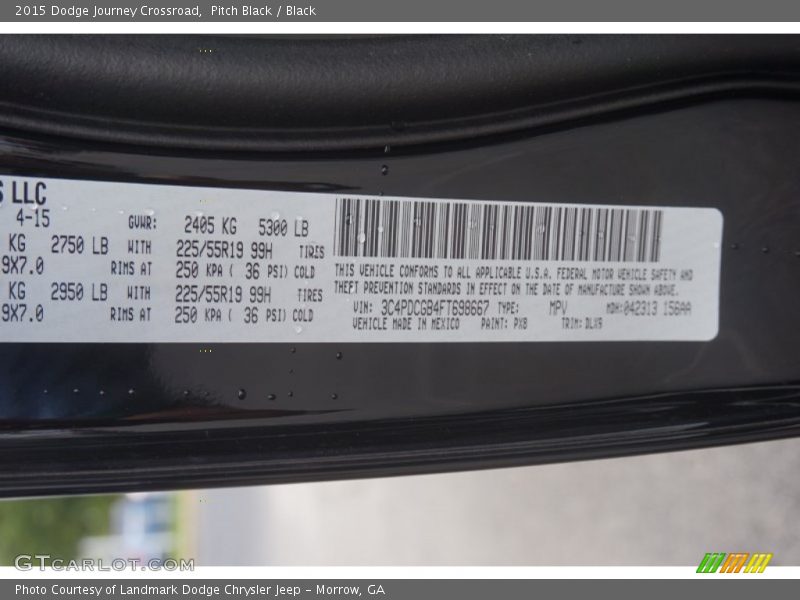 2015 Dodge Journey Crossroad, Pitch Black / Black
S LLC
4-15 GVWR: 2405 KG 5300 LB
KG 2750 LB WITH 225/55R19 99H TIRES
9X7.0 RIMS AT 250 KPA ( 36 PSI) COLD
KG 2950 LB WITH 225/55R19 99H TIRES
9X7.0 RIMS AT 250 KPA ( 36 PSI) COLD
THIS VEHICLE CONFORMS TO ALL APPLICABLE U.S.A. FEDERAL MOTOR VEHICLE SAFETY AND
THEFT PREVENTION STANDARDS IN EFFECT ON THE DATE OF MANUFACTURE SHOWN ABOVE.
VIN: 3C4PDCGB4FT698667 TYPE: MPV MDH:042313 156AA
VEHICLE MADE IN MEXICO PAINT: PX8 TRIM: DLX9
GTcarlot.com
Photo Courtesy of Landmark Dodge Chrysler Jeep - Morrow, GA